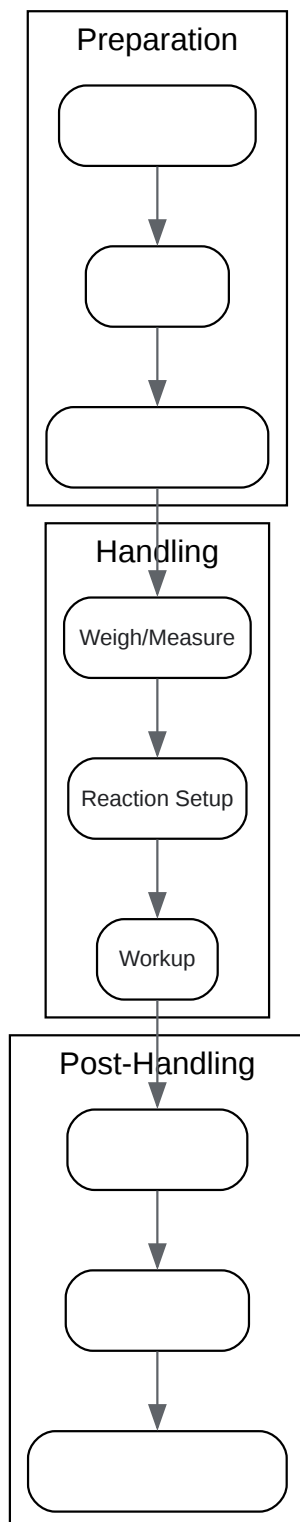 Preparation
Handling
Weigh/Measure
Reaction Setup
Workup
Post-Handling